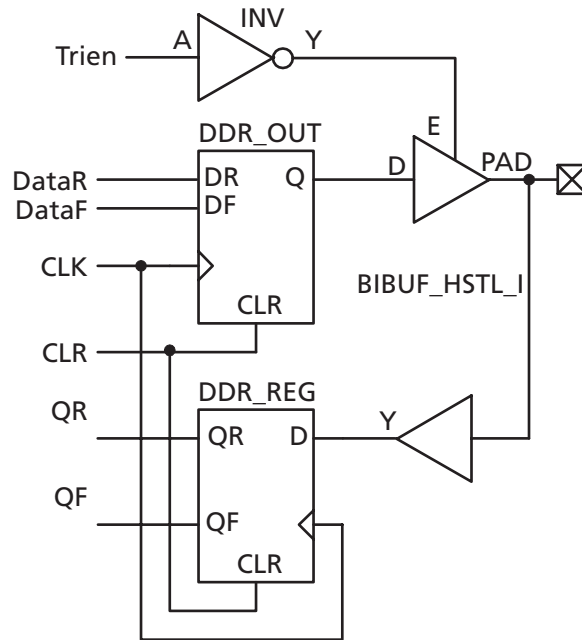 INV
Trien
A
Y
DDR_OUT
E
DataR
DR
Q
D
PAD
DataF
DF
CLK
BIBUF_HSTL_I
CLR
CLR
DDR_REG
QR
QR
D
Y
QF
QF
CLR